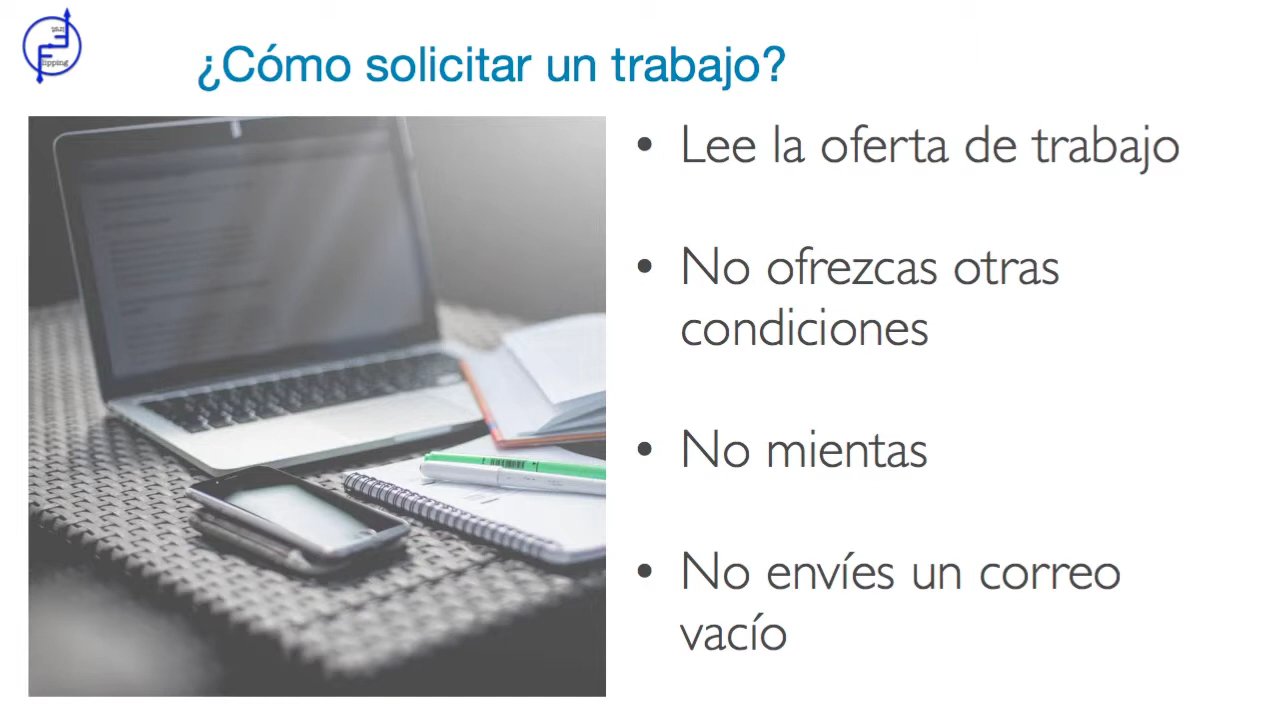 lipping
¿Cómo solicitar un trabajo?
• Lee la oferta de trabajo
• No ofrezcas otras
condiciones
• No mientas
• No envíes un correo
vacío